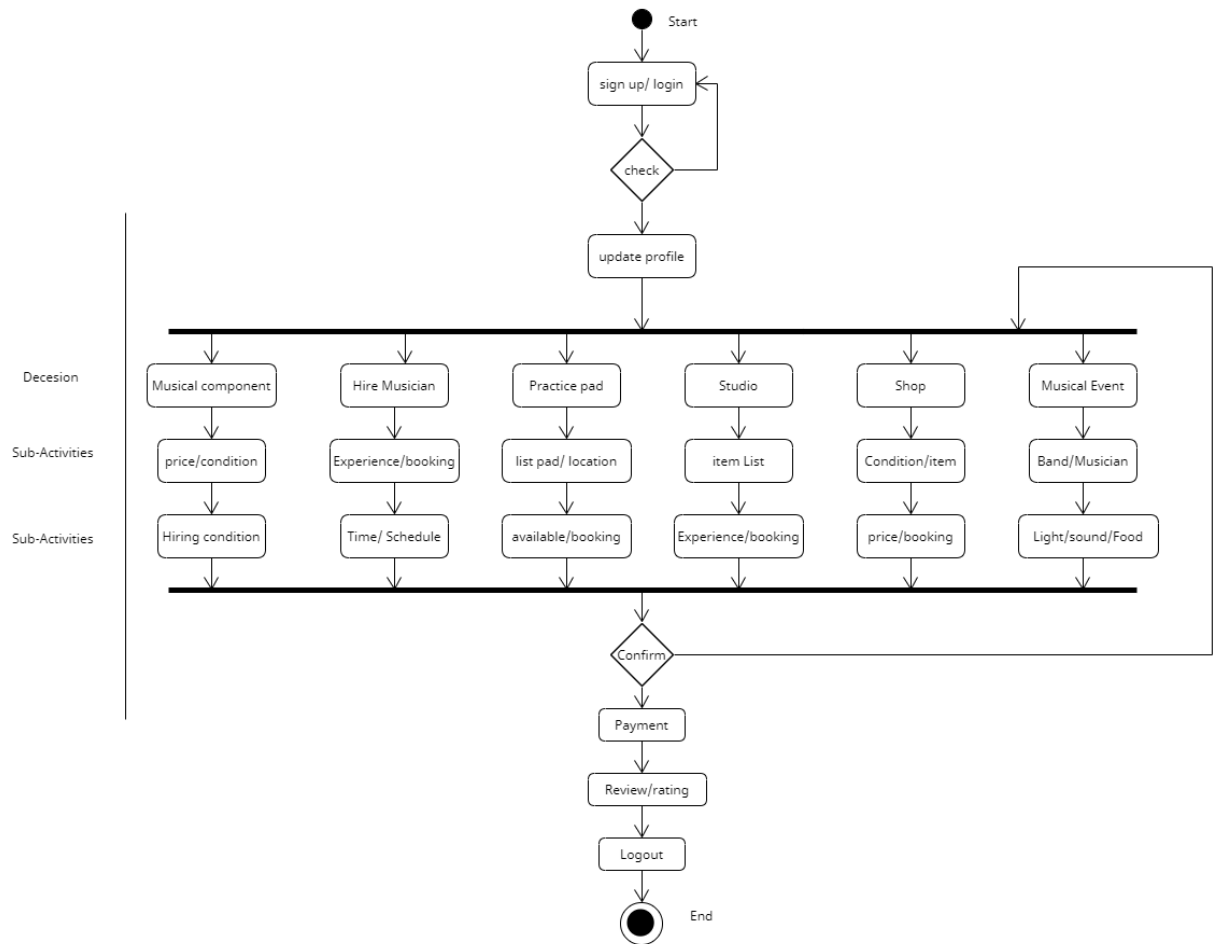 Start
sign up/ login
check
update profile
Decesion
Musical component
Hire Musician
Practice pad
Studio
Shop
Musical Event
Sub-Activities
price/condition
Experience/booking
list pad/ location
item List
Condition/item
Band/Musician
Sub-Activities
Hiring condition
Time/ Schedule
available/booking
Experience/booking
price/booking
Light/sound/Food
Confirm
Payment
Review/rating
Logout
End